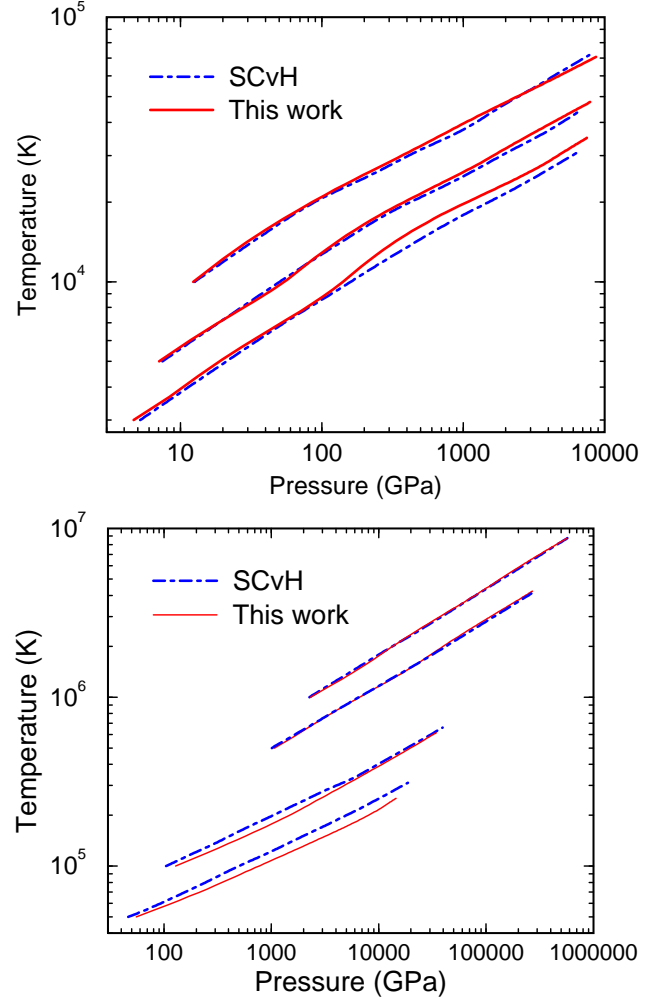 10^5
SCvH
This work
Temperature (K)
10^4
10 100 1000 10000
Pressure (GPa)
10^7
SCvH
This work
Temperature (K)
10^6
10^5
100 1000 10000 100000 1000000
Pressure (GPa)